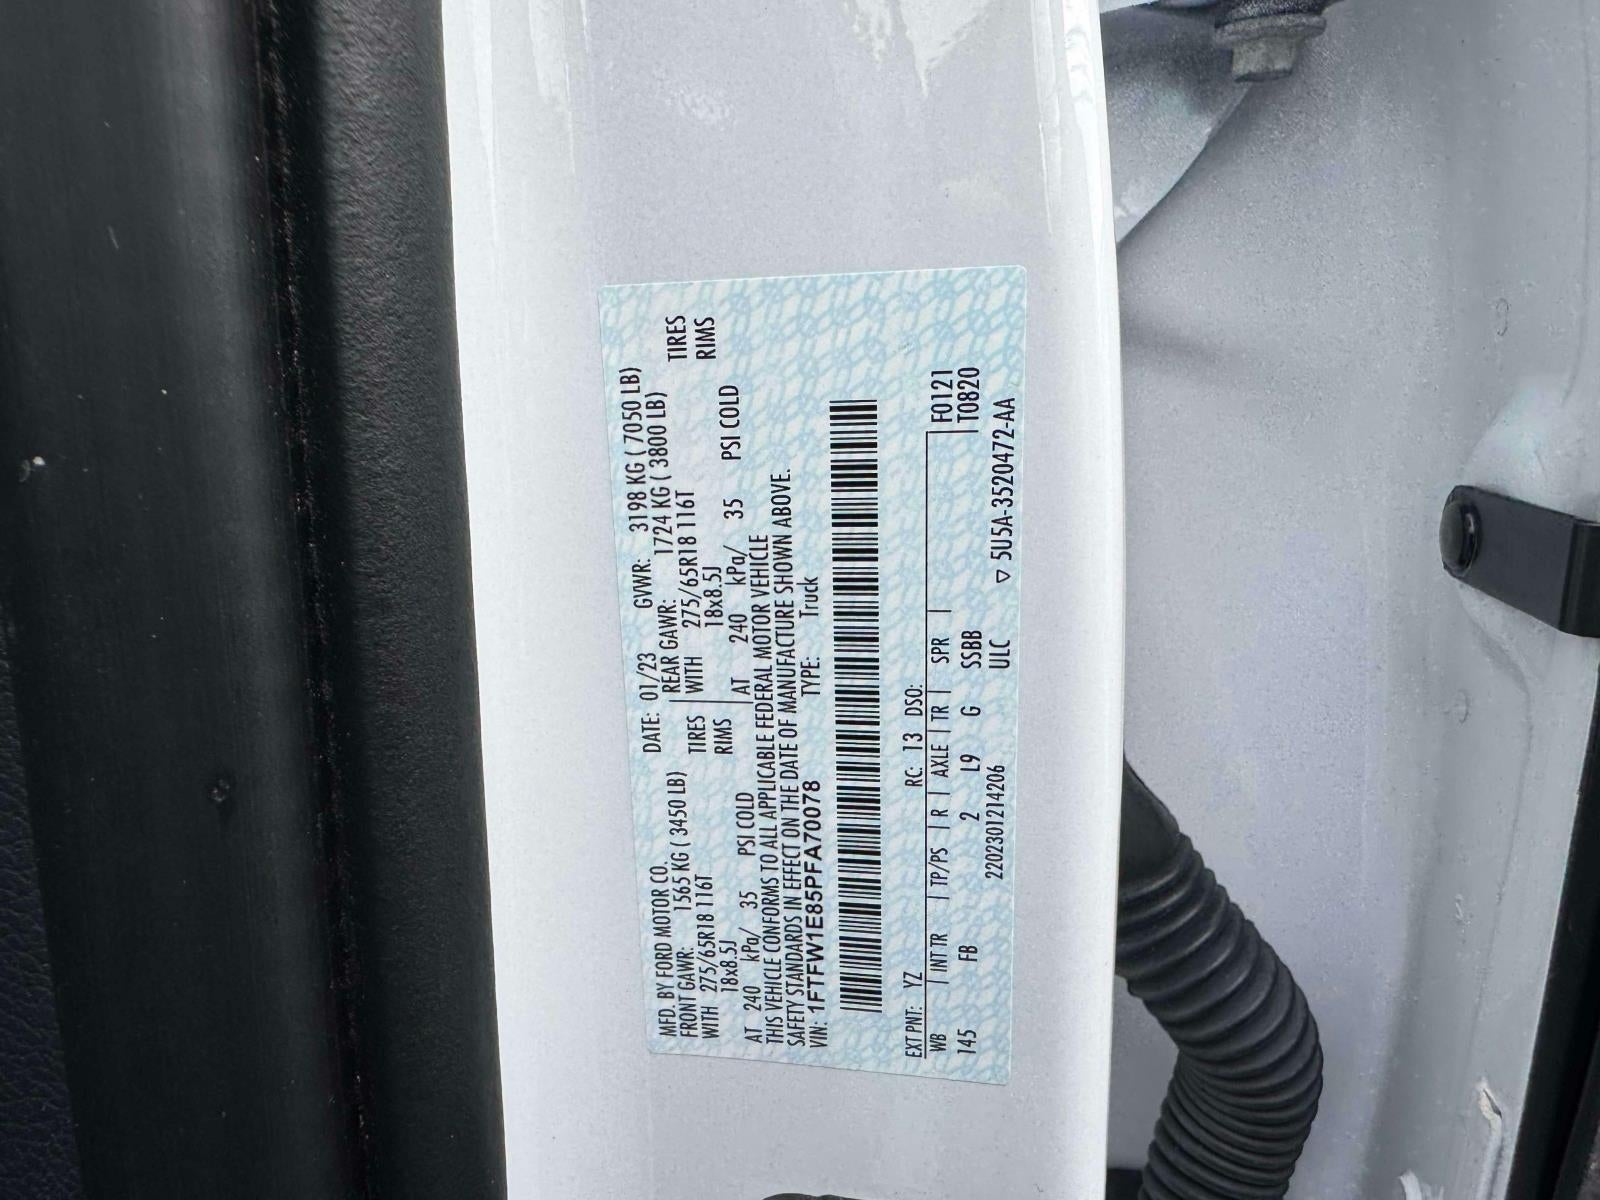 MFD. BY FORD MOTOR CO.
DATE: 01/23 GVWR: 3198 KG ( 7050 LB)
FRONT GAWR: 1565 KG ( 3450 LB) REAR GAWR: 1724 KG ( 3800 LB)
WITH 275/65R18 116T TIRES WITH 275/65R18 116T TIRES
18x8.5J RIMS 18x8.5J RIMS
AT 240 kPa/ 35 PSI COLD AT 240 kPa/ 35 PSI COLD
THIS VEHICLE CONFORMS TO ALL APPLICABLE FEDERAL MOTOR VEHICLE
SAFETY STANDARDS IN EFFECT ON THE DATE OF MANUFACTURE SHOWN ABOVE.
VIN: 1FTFW1E85PFA70078 TYPE: Truck
EXT PNT: YZ RC: 13 DSO: F0121
WB INT TR TP/PS R AXLE TR SPR T0820
145 FB 2 L9 G SSBB
220230121420​6 ULC ▽ 5U5A-3520472-AA